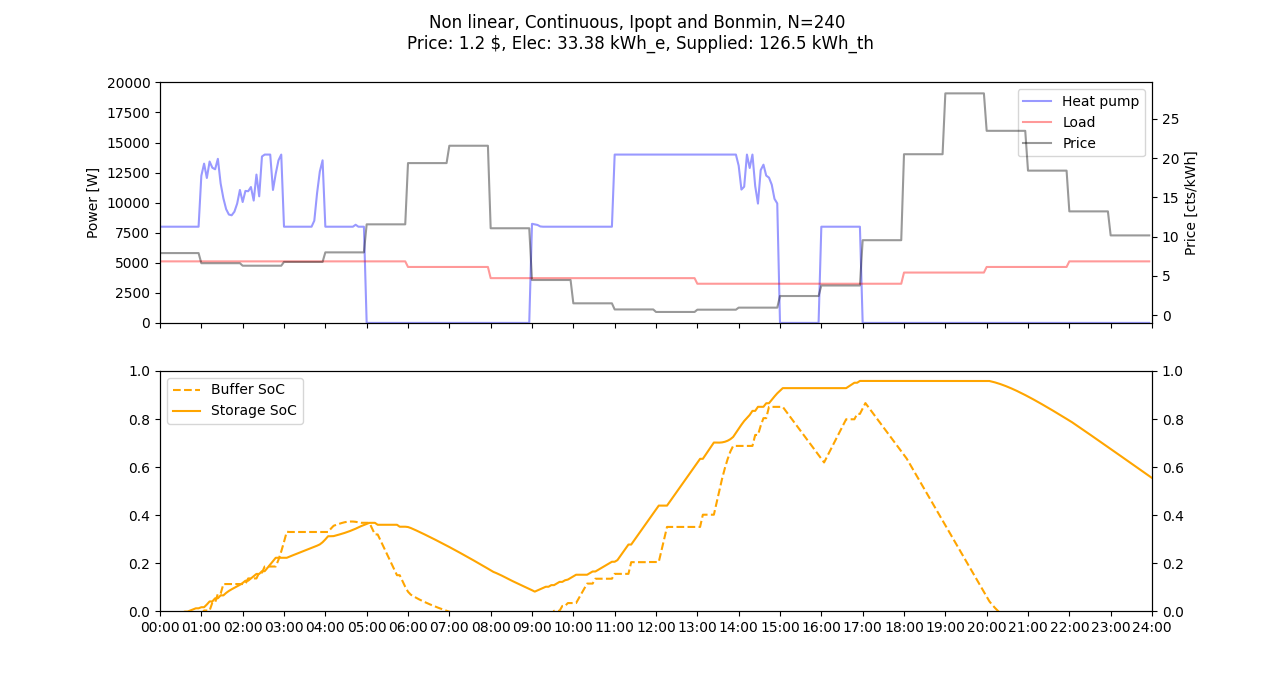 Non linear, Continuous, Ipopt and Bonmin, N=240
Price: 1.2 $, Elec: 33.38 kWh_e, Supplied: 126.5 kWh_th
20000
17500
15000
12500
10000
7500
5000
2500
0
Power [W]
Heat pump
Load
Price
25
20
15
10
5
0
Price [cts/kWh]
1.0
0.8
0.6
0.4
0.2
0.0
Buffer SoC
Storage SoC
1.0
0.8
0.6
0.4
0.2
0.0
00:00 01:00 02:00 03:00 04:00 05:00 06:00 07:00 08:00 09:00 10:00 11:00 12:00 13:00 14:00 15:00 16:00 17:00 18:00 19:00 20:00 21:00 22:00 23:00 24:00